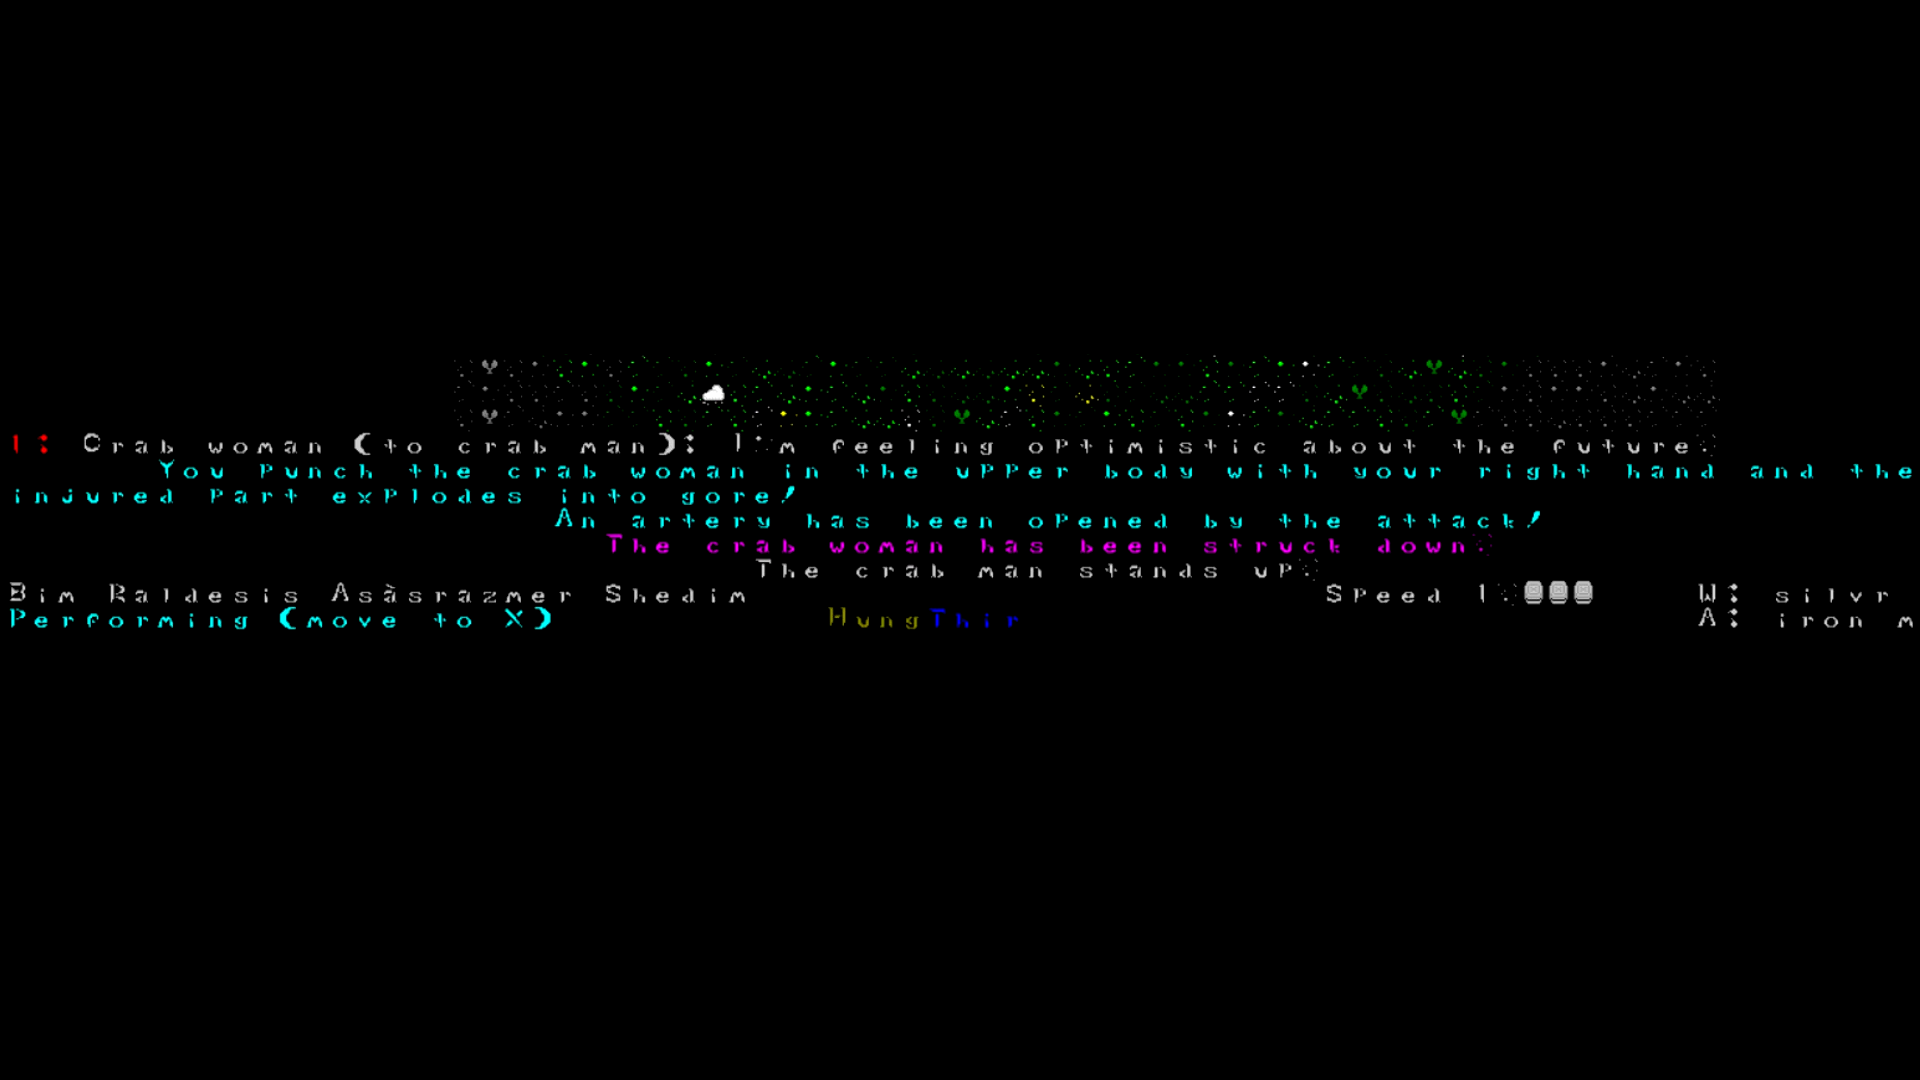 1: Crab woman (to crab man): I'm feeling optimistic about the future.
You punch the crab woman in the upper body with your right hand and the
injured part explodes into gore!
An artery has been opened by the attack!
The crab woman has been struck down.
The crab man stands up.
Bim Raldesis Asàsrazmer Shedim Speed 1.000 W: silvr
Performing (move to X) HungThir A: iron m